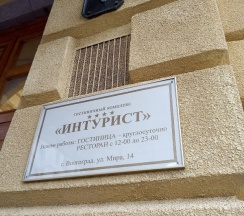 гостиничный комплекс
★★★★
«ИНТУРИСТ»
Режим работы: ГОСТИНИЦА – круглосуточно
РЕСТОРАН с 12-00 до 23-00
г. Волгоград, ул. Мира, 14